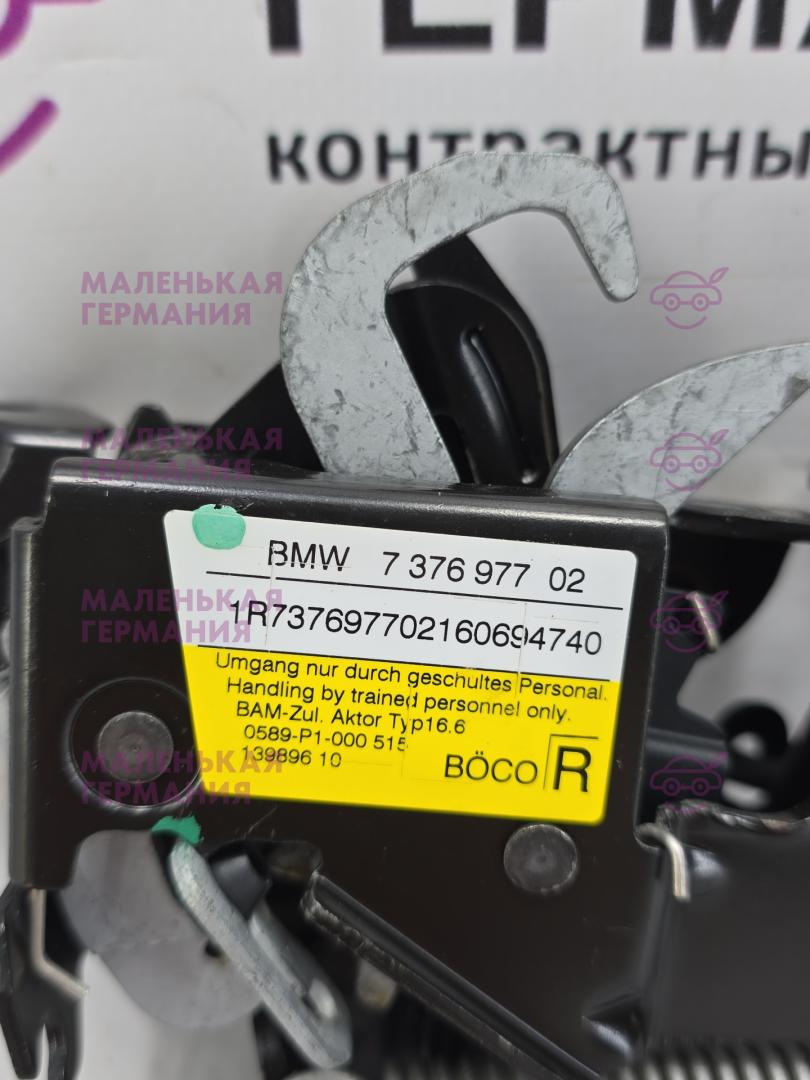 контрактны
МАЛЕНЬКАЯ
ГЕРМАНИЯ
МАЛЕНЬКАЯ
ГЕРМАНИЯ
BMW 7 376 977 02
1R737697702160694740
МАЛЕНЬКАЯ
ГЕРМАНИЯ
Umgang nur durch geschultes Personal.
Handling by trained personnel only.
BAM-Zul. Aktor Typ16.6
0589-P1-000 515
139896 10
BÖCO R
МАЛЕНЬКАЯ
ГЕРМАНИЯ